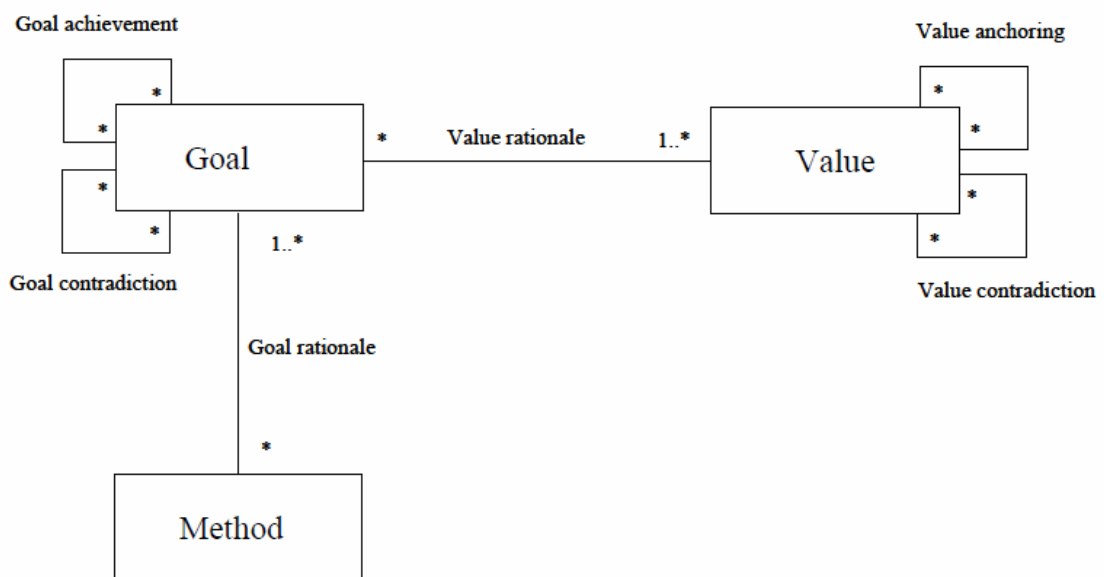 Goal achievement
Value anchoring
*
*
*
*
Goal
*
Value rationale
1..*
Value
*
*
*
*
1..*
Goal contradiction
Value contradiction
Goal rationale
*
Method